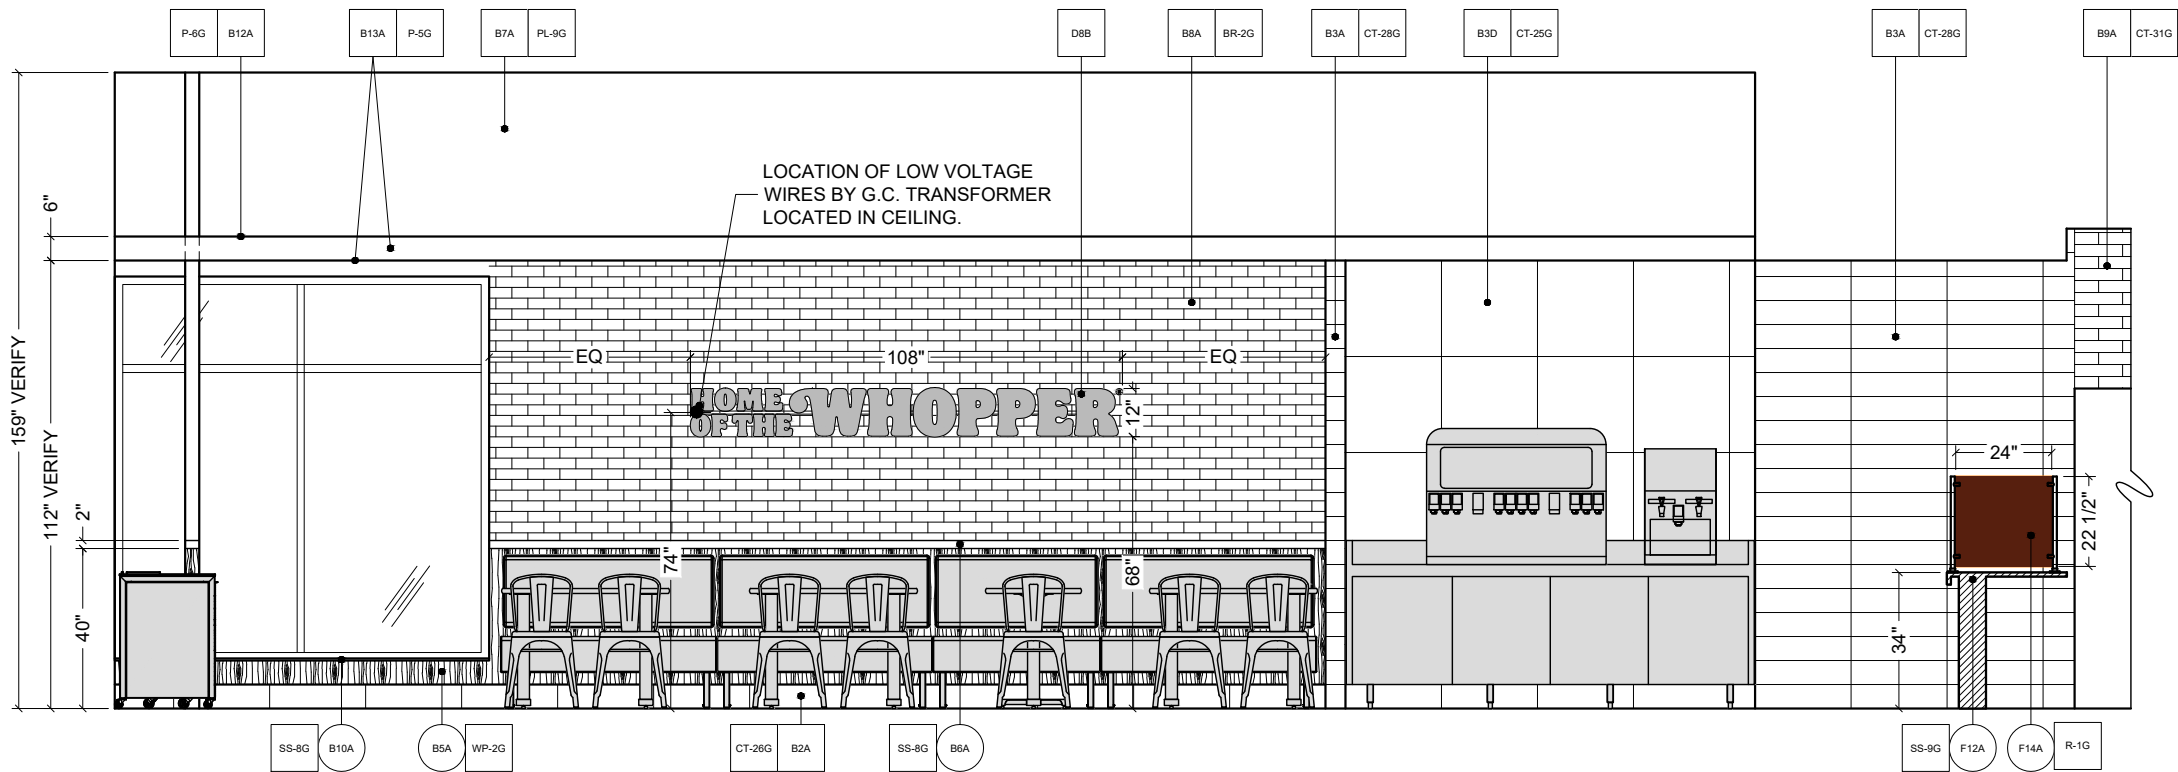 P-6G B12A
B13A P-5G
B7A PL-9G
D8B
B8A BR-2G
B3A CT-28G
B3D CT-25G
B3A CT-28G
B9A CT-31G
LOCATION OF LOW VOLTAGE
WIRES BY G.C. TRANSFORMER
LOCATED IN CEILING.
159" VERIFY
6"
112" VERIFY
2"
40"
EQ
108"
EQ
HOME
OF THE
WHOPPER®
12"
74"
68"
24"
22 1/2"
34"
SS-8G B10A
B5A WP-2G
CT-26G B2A
SS-8G B6A
SS-9G F12A
F14A R-1G